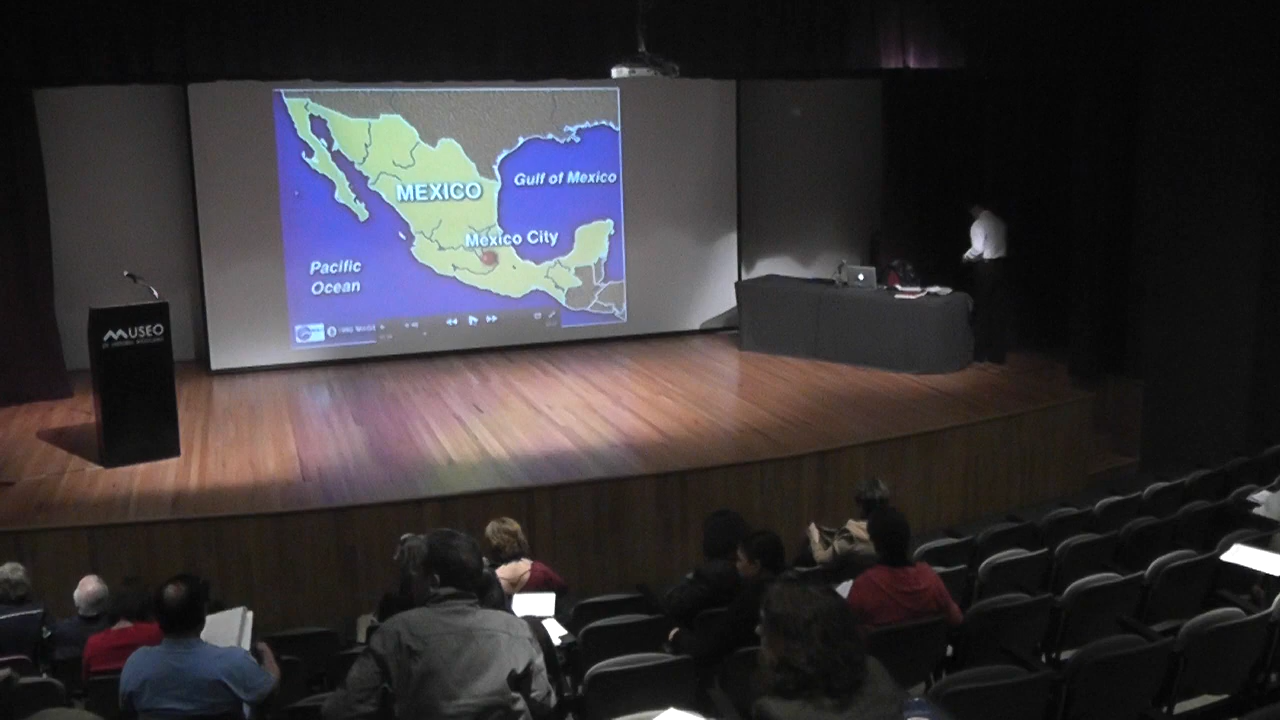 MEXICO
Gulf of Mexico
Mexico City
Pacific
Ocean
MUSEO